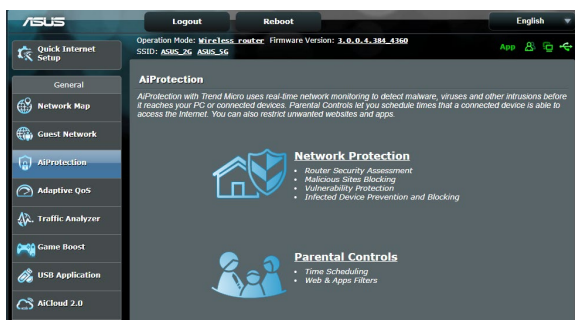 ASUS
Logout
Reboot
English
Quick Internet
Setup
Operation Mode: Wireless router Firmware Version: 3.0.0.4.384_4360
SSID: ASUS_2G ASUS_5G
App
General
Network Map
Guest Network
AiProtection
Adaptive QoS
Traffic Analyzer
Game Boost
USB Application
AiCloud 2.0
AiProtection
AiProtection with Trend Micro uses real-time network monitoring to detect malware, viruses and other intrusions before
it reaches your PC or connected devices. Parental Controls let you schedule times that a connected device is able to
access the Internet. You can also restrict unwanted websites and apps.
Network Protection
• Router Security Assessment
• Malicious Sites Blocking
• Vulnerability Protection
• Infected Device Prevention and Blocking
Parental Controls
• Time Scheduling
• Web & Apps Filters